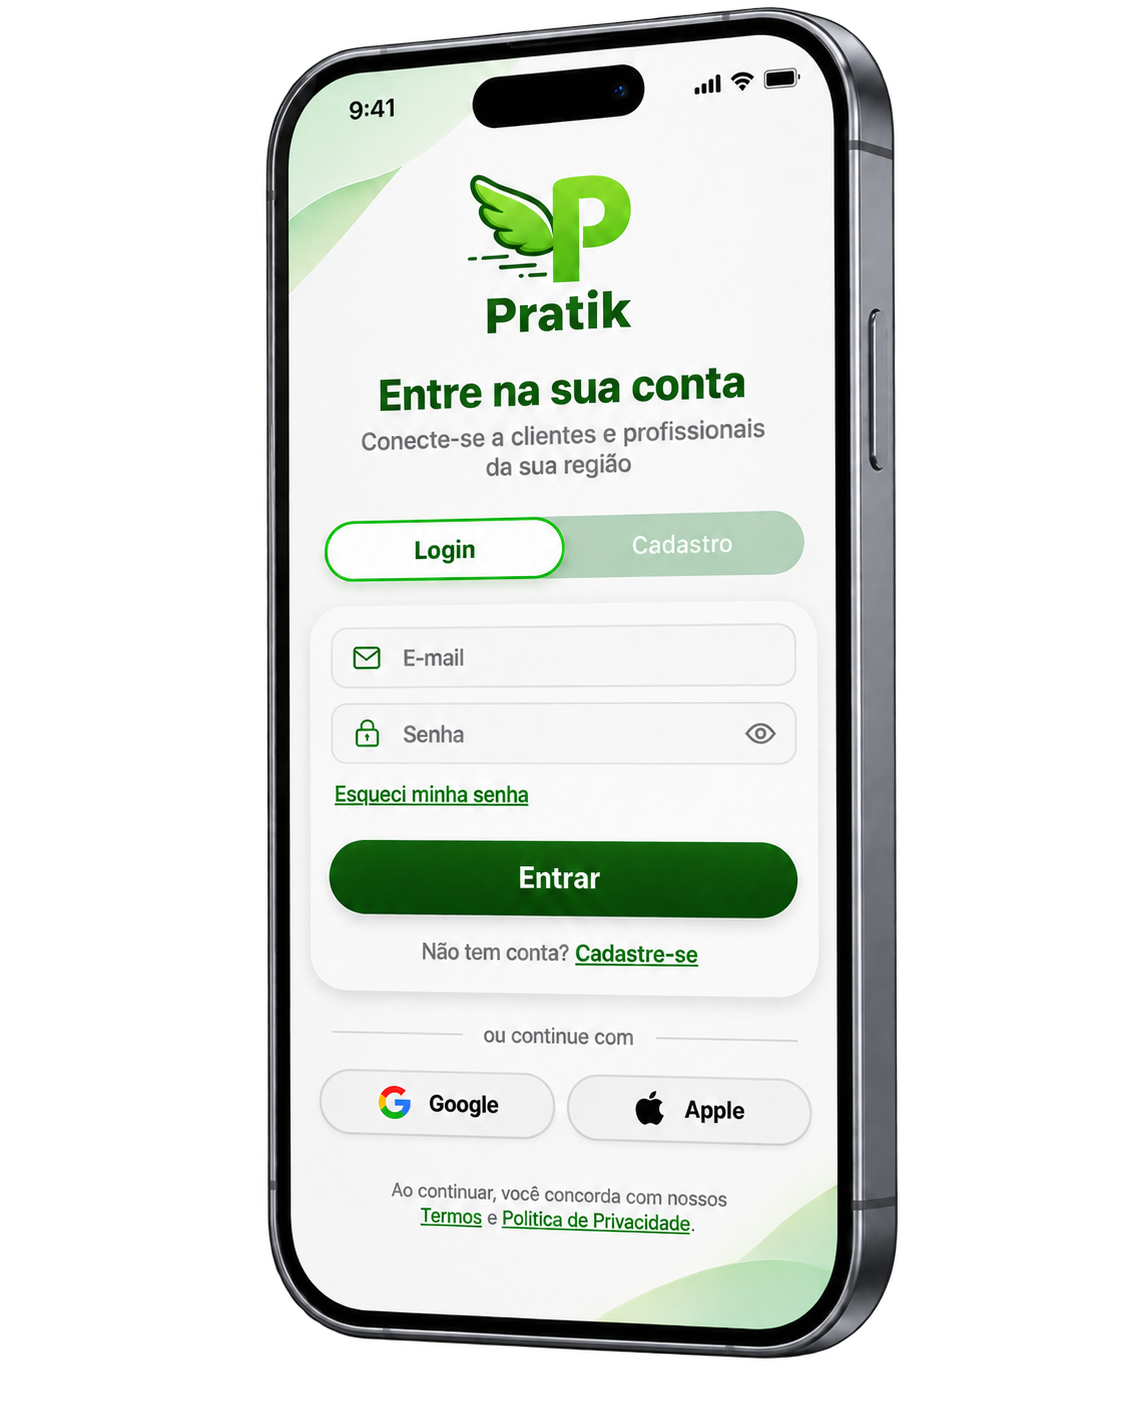 9:41
P
Pratik
Entre na sua conta
Conecte-se a clientes e profissionais
da sua região
Login
Cadastro
E-mail
Senha
Esqueci minha senha
Entrar
Não tem conta? Cadastre-se
ou continue com
Google
Apple
Ao continuar, você concorda com nossos
Termos e Politica de Privacidade.